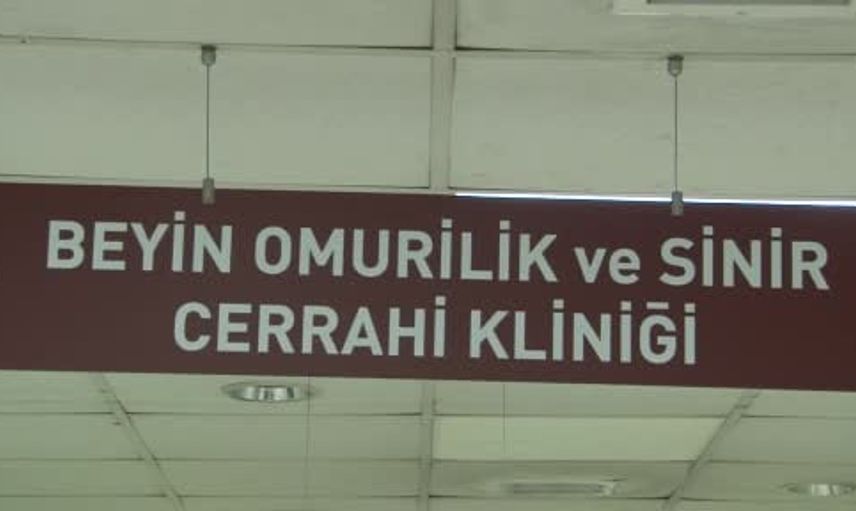 BEYİN OMURİLİK ve SİNİR
CERRAHİ KLİNİĞİ